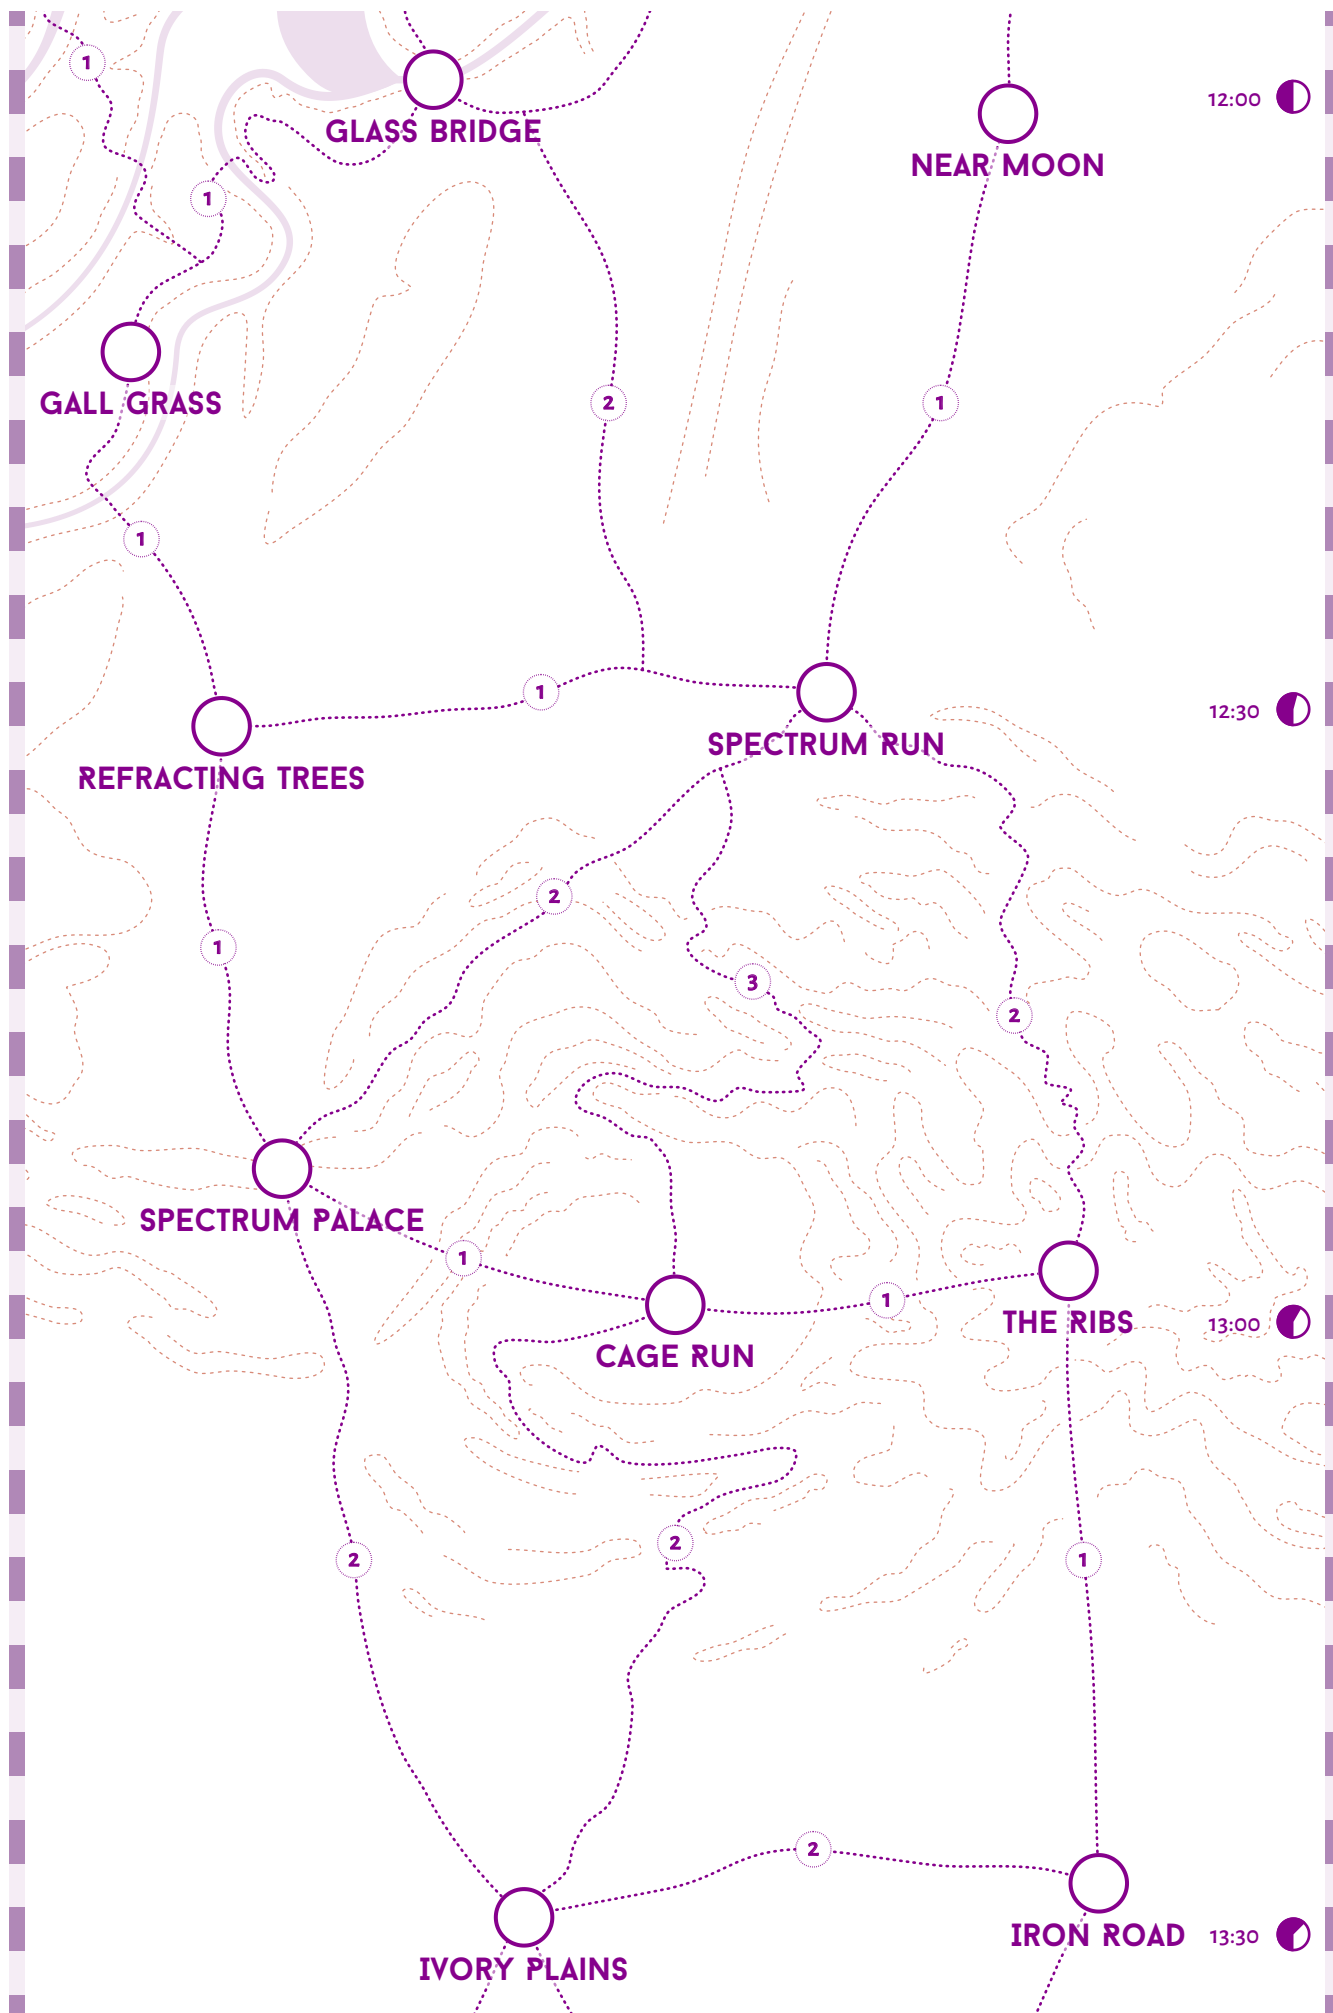 1
12:00
GLASS BRIDGE
NEAR MOON
1
GALL GRASS
2
1
1
1
12:30
SPECTRUM RUN
REFRACTING TREES
2
1
3
2
SPECTRUM PALACE
1
1
THE RIBS
13:00
CAGE RUN
2
2
1
2
IRON ROAD
13:30
IVORY PLAINS